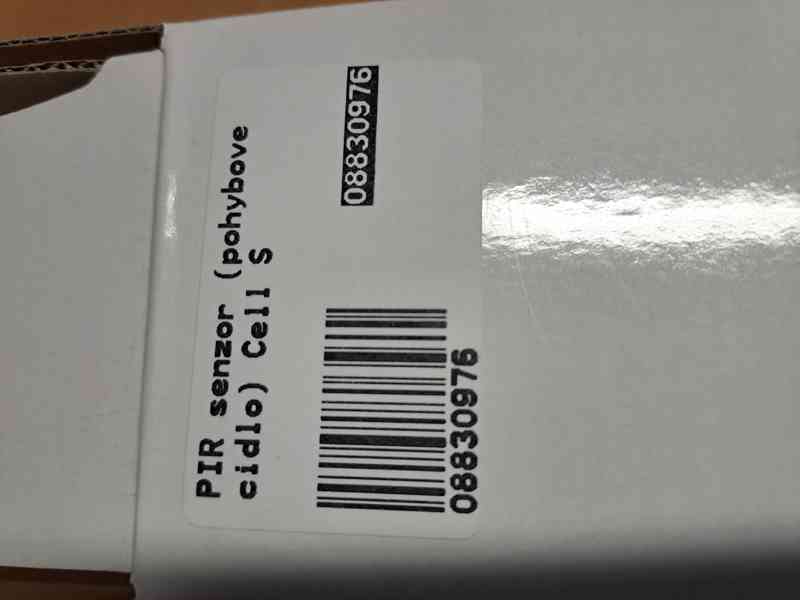 PIR senzor (pohybove
cidlo) Cell S
08830976
08830976